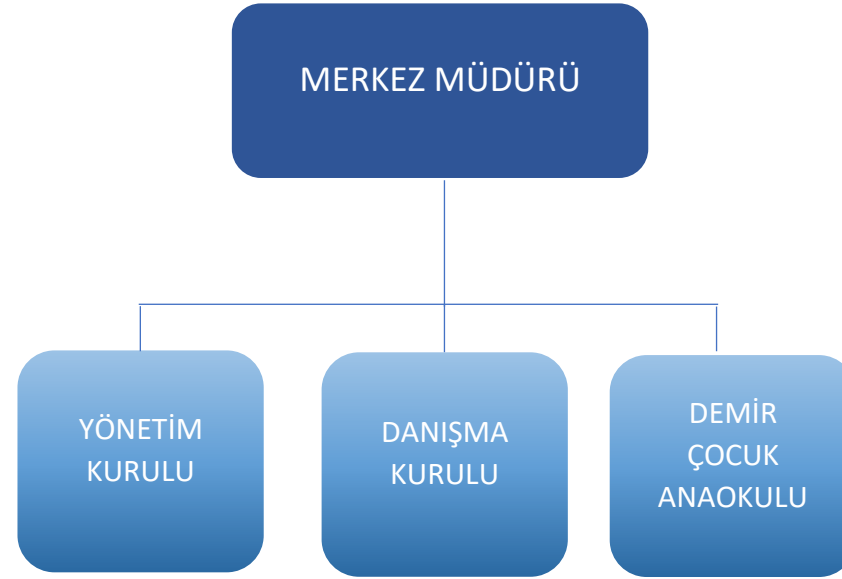 MERKEZ MÜDÜRÜ
YÖNETİM
KURULU
DANIŞMA
KURULU
DEMİR
ÇOCUK
ANAOKULU